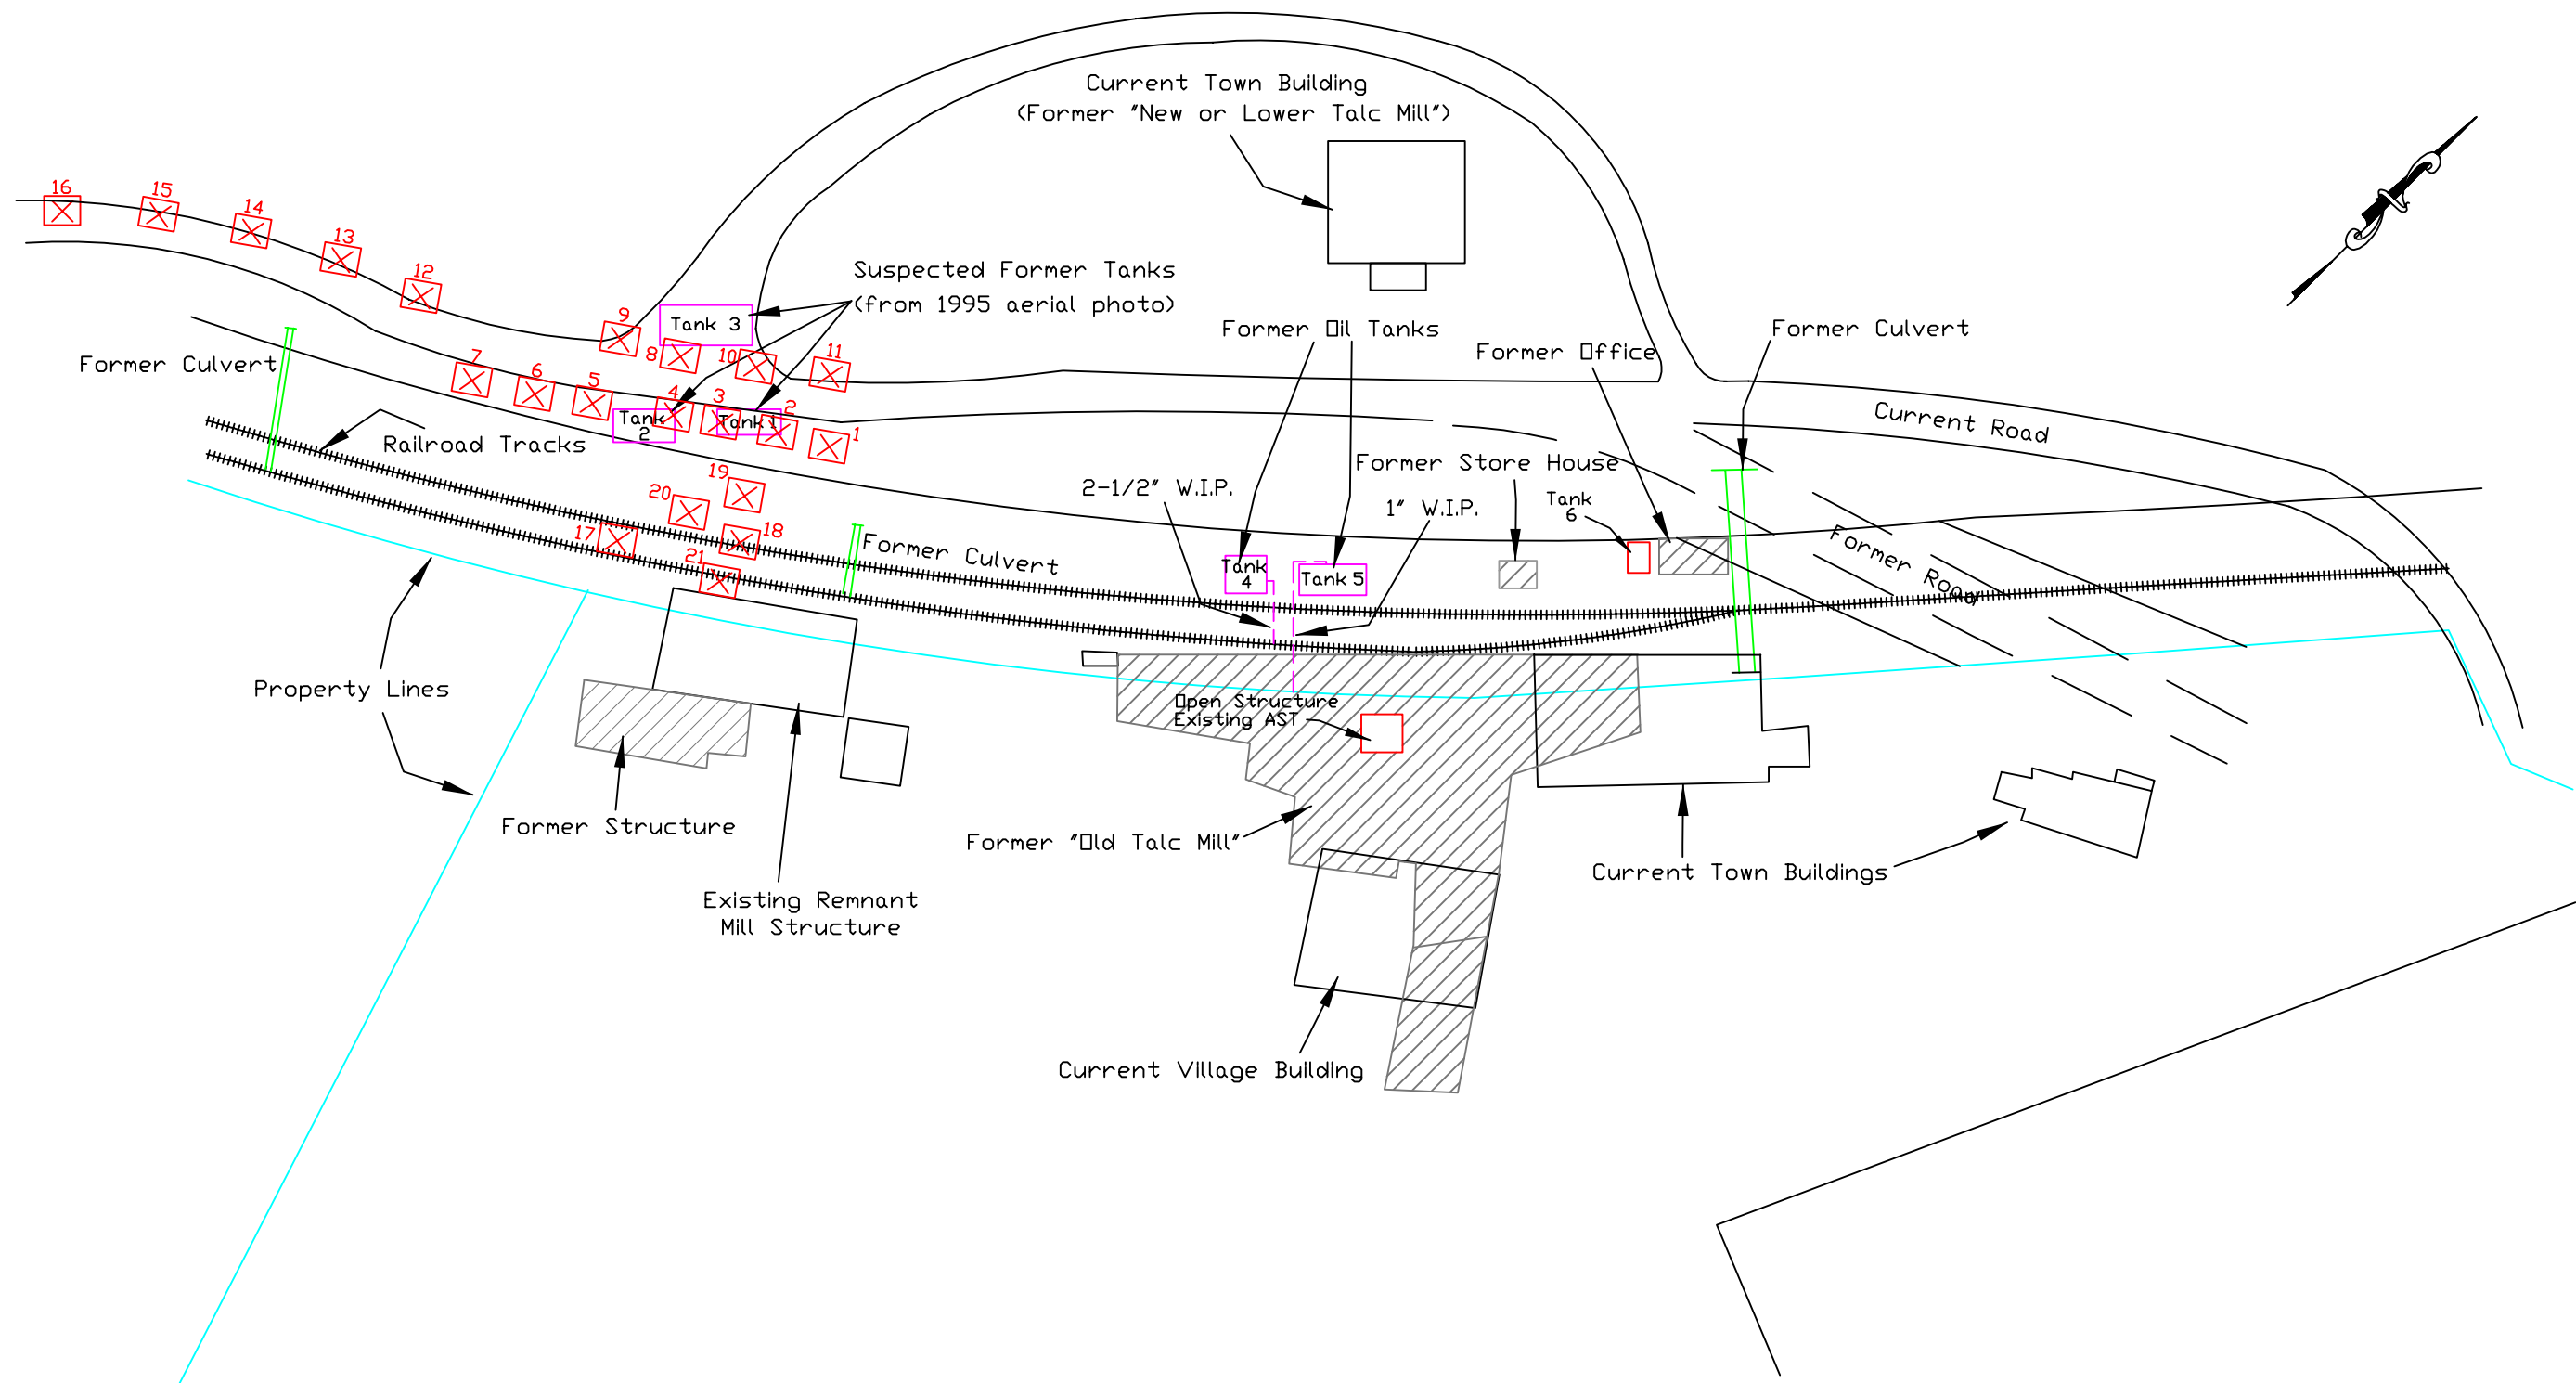 Current Town Building
(Former "New or Lower Talc Mill")
16
15
14
13
12
9
Suspected Former Tanks
(from 1995 aerial photo)
Tank 3
8
10
11
7
6
5
4
3
2
1
Tank
2
Tank 1
Former Culvert
Railroad Tracks
Former Oil Tanks
Former Office
Former Culvert
Current Road
Former Store House
2-1/2" W.I.P.
1" W.I.P.
Tank
6
19
20
17
18
21
Former Culvert
Tank
4
Tank 5
Former Road
Property Lines
Open Structure
Existing AST
Former Structure
Former "Old Talc Mill"
Current Town Buildings
Existing Remnant
Mill Structure
Current Village Building